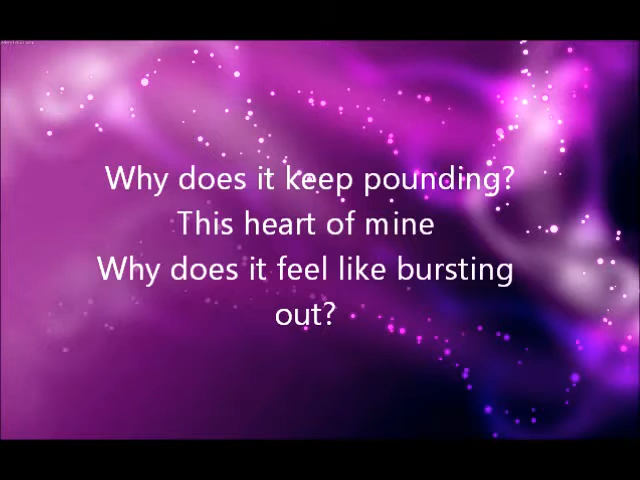 Why does it keep pounding?
This heart of mine
Why does it feel like bursting
out?